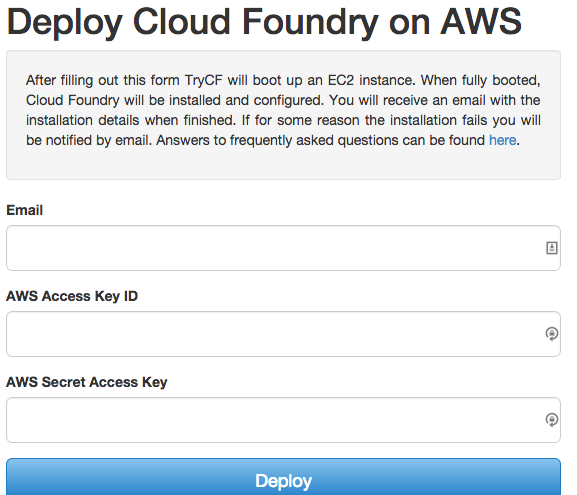 Deploy Cloud Foundry on AWS
After filling out this form TryCF will boot up an EC2 instance. When fully booted,
Cloud Foundry will be installed and configured. You will receive an email with the
installation details when finished. If for some reason the installation fails you will
be notified by email. Answers to frequently asked questions can be found here.
Email
AWS Access Key ID
AWS Secret Access Key
Deploy